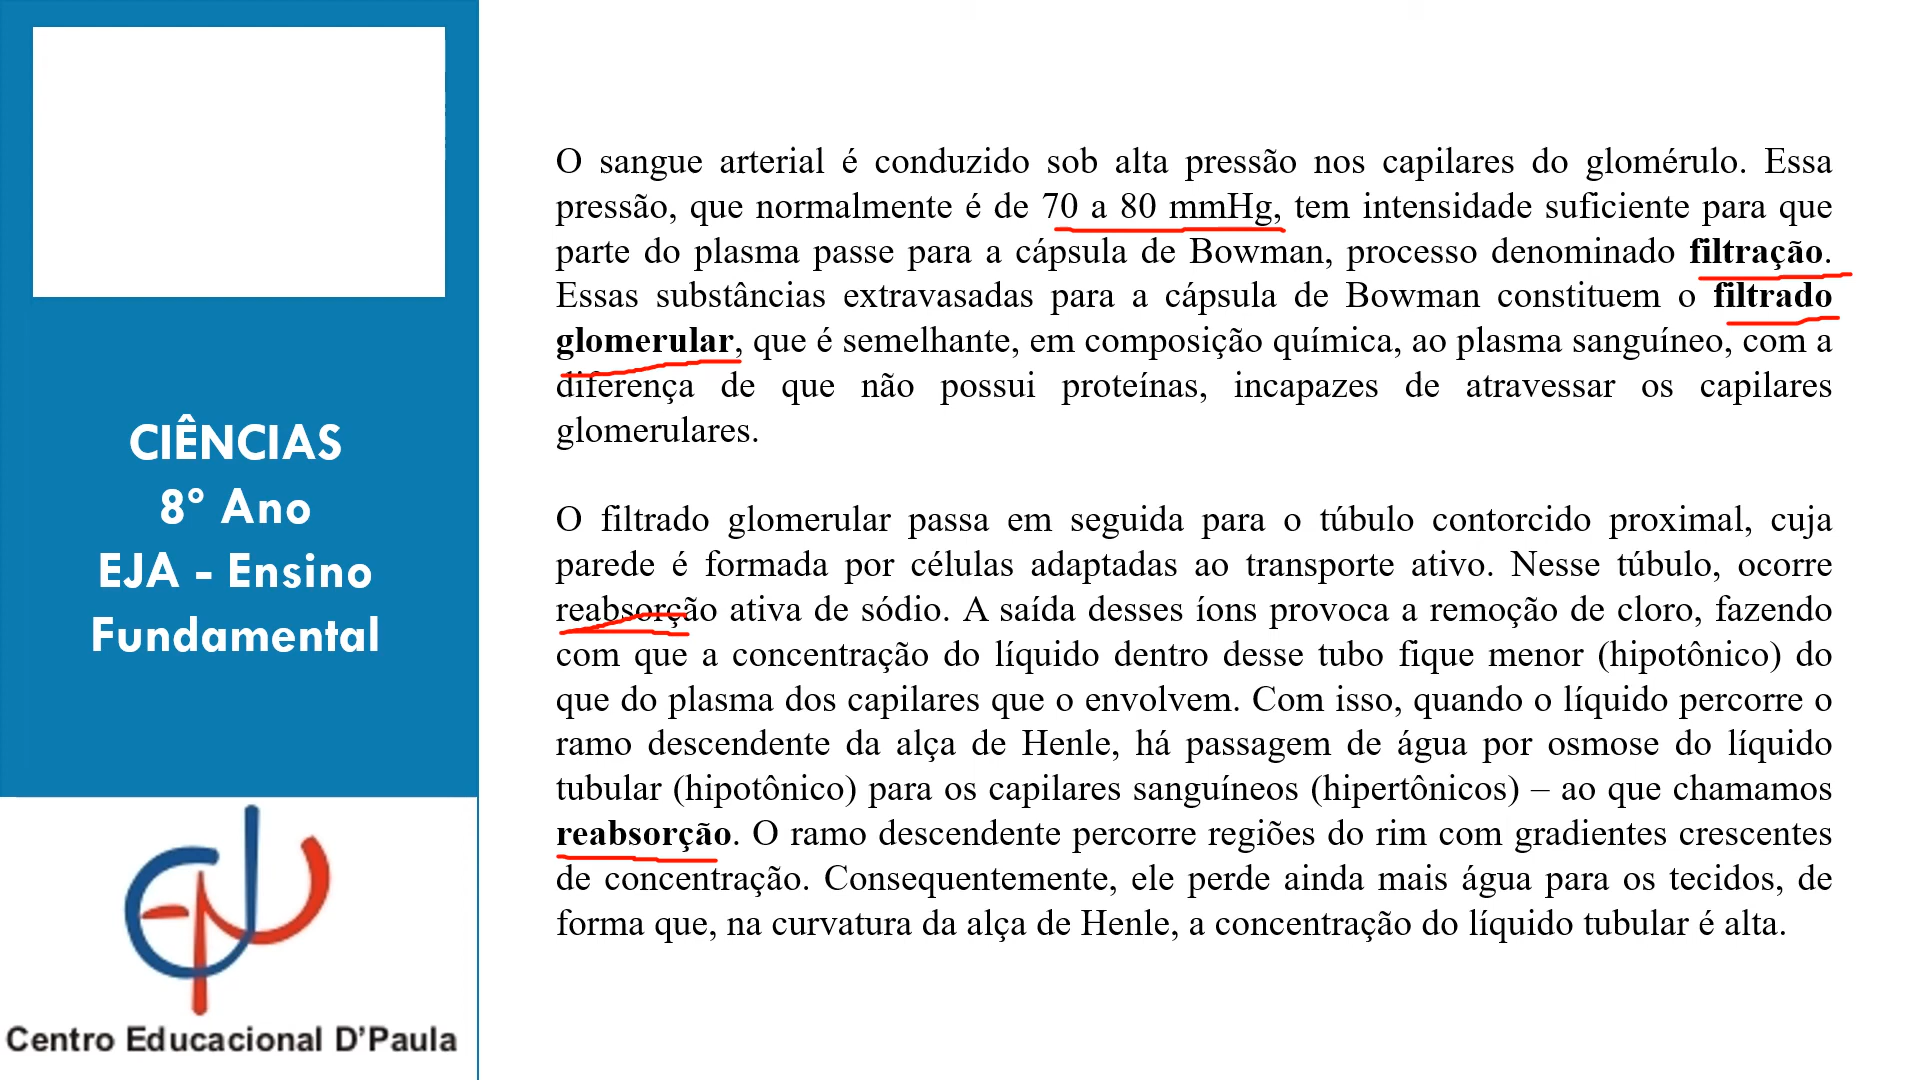 CIÊNCIAS
8° Ano
EJA - Ensino
Fundamental
Centro Educacional D'Paula
O sangue arterial é conduzido sob alta pressão nos capilares do glomérulo. Essa
pressão, que normalmente é de 70 a 80 mmHg, tem intensidade suficiente para que
parte do plasma passe para a cápsula de Bowman, processo denominado filtração.
Essas substâncias extravasadas para a cápsula de Bowman constituem o filtrado
glomerular, que é semelhante, em composição química, ao plasma sanguíneo, com a
diferença de que não possui proteínas, incapazes de atravessar os capilares
glomerulares.
O filtrado glomerular passa em seguida para o túbulo contorcido proximal, cuja
parede é formada por células adaptadas ao transporte ativo. Nesse túbulo, ocorre
reabsorção ativa de sódio. A saída desses íons provoca a remoção de cloro, fazendo
com que a concentração do líquido dentro desse tubo fique menor (hipotônico) do
que do plasma dos capilares que o envolvem. Com isso, quando o líquido percorre o
ramo descendente da alça de Henle, há passagem de água por osmose do líquido
tubular (hipotônico) para os capilares sanguíneos (hipertônicos) – ao que chamamos
reabsorção. O ramo descendente percorre regiões do rim com gradientes crescentes
de concentração. Consequentemente, ele perde ainda mais água para os tecidos, de
forma que, na curvatura da alça de Henle, a concentração do líquido tubular é alta.